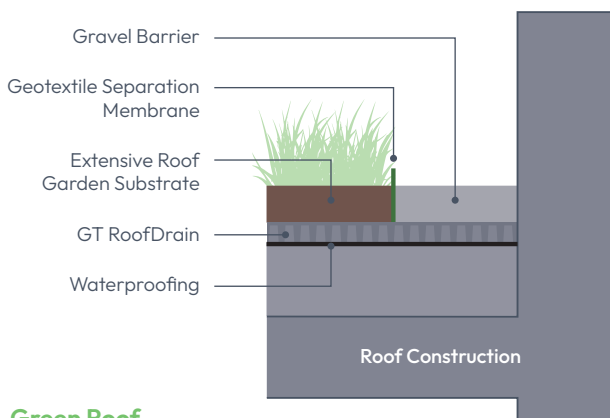 Gravel Barrier
Geotextile Separation
Membrane
Extensive Roof
Garden Substrate
GT RoofDrain
Waterproofing
Roof Construction
Green Roof